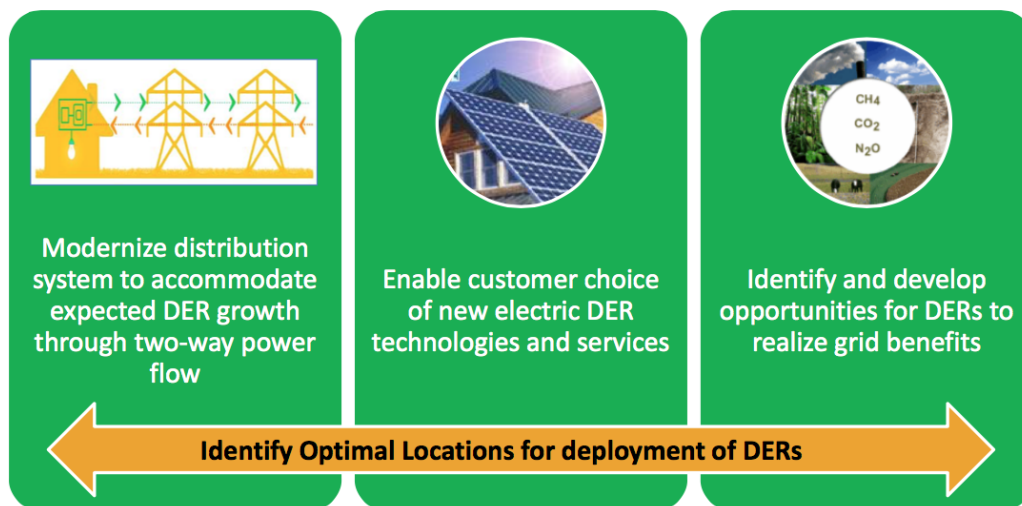 Modernize distribution
system to accommodate
expected DER growth
through two-way power
flow
Enable customer choice
of new electric DER
technologies and services
CH4
CO2
N2O
Identify and develop
opportunities for DERs to
realize grid benefits
Identify Optimal Locations for deployment of DERs